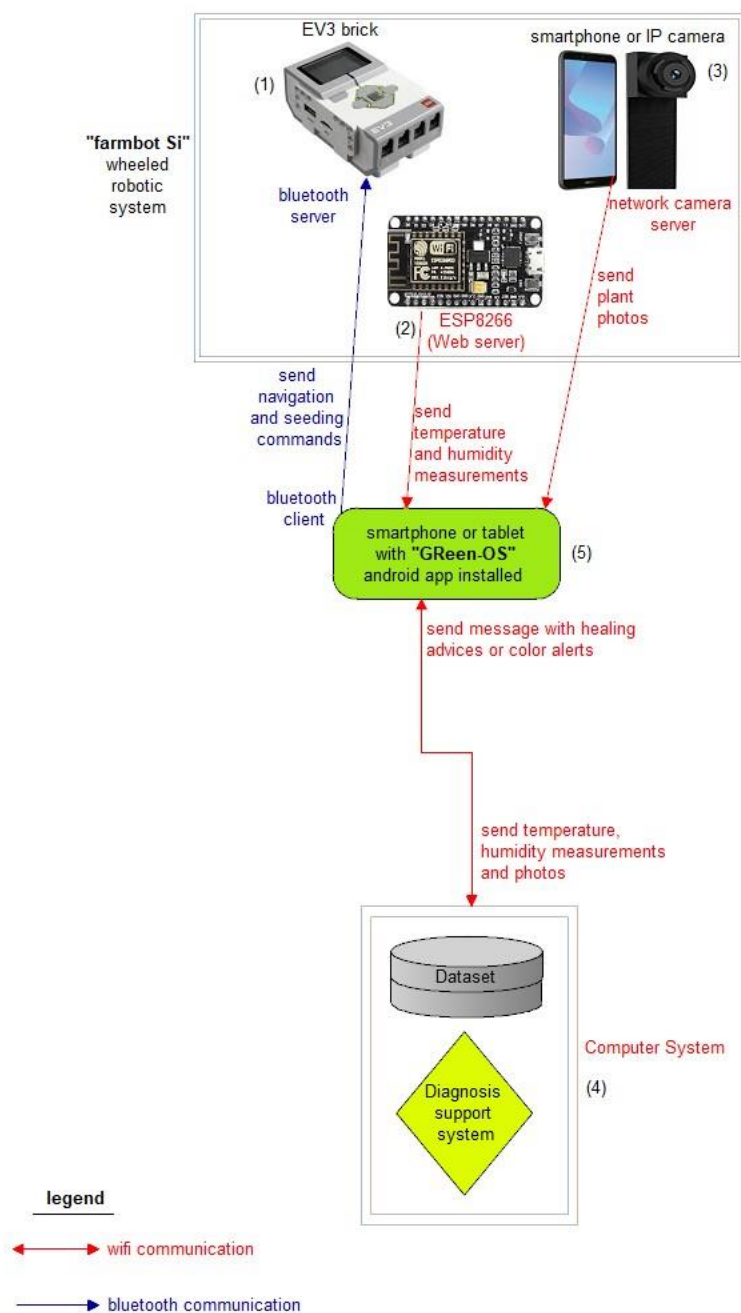 EV3 brick
smartphone or IP camera
(1)
(3)
EV3
"farmbot Si"
wheeled
robotic
system
bluetooth
server
network camera
server
WiFi
FC
send
plant
photos
(2)
ESP8266
(Web server)
send
navigation
and seeding
commands
send
temperature
and humidity
measurements
bluetooth
client
smartphone or tablet
with "GReen-OS"
android app installed
(5)
send message with healing
advices or color alerts
send temperature,
humidity measurements
and photos
Dataset
Computer System
(4)
Diagnosis
support
system
legend
wifi communication
bluetooth communication